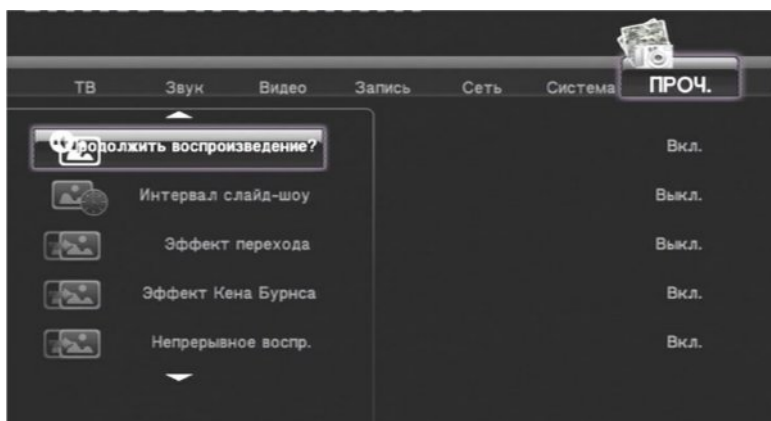 ТВ Звук Видео Запись Сеть Система ПРОЧ.
Продолжить воспроизведение? Вкл.
Интервал слайд-шоу Выкл.
Эффект перехода Выкл.
Эффект Кена Бурнса Вкл.
Непрерывное воспр. Вкл.